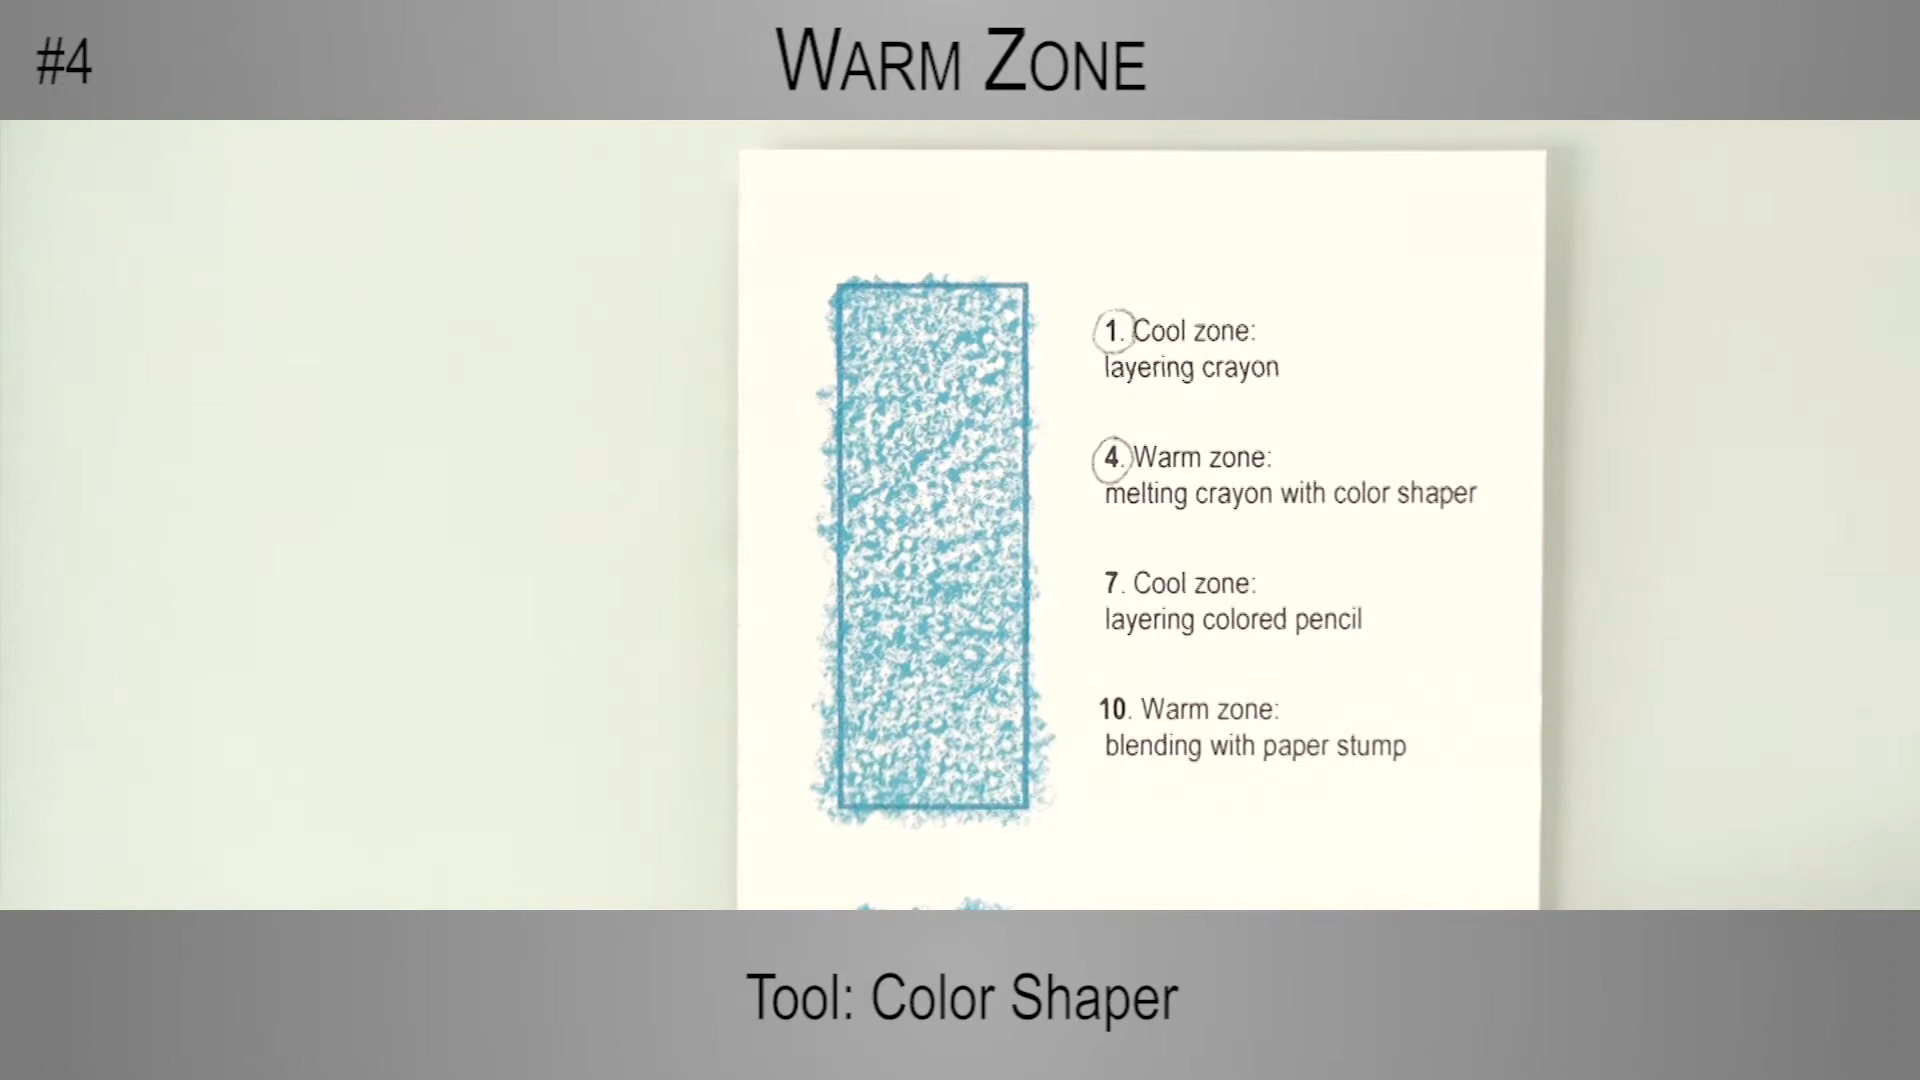 #4
WARM ZONE
1. Cool zone:
layering crayon
4. Warm zone:
melting crayon with color shaper
7. Cool zone:
layering colored pencil
10. Warm zone:
blending with paper stump
Tool: Color Shaper